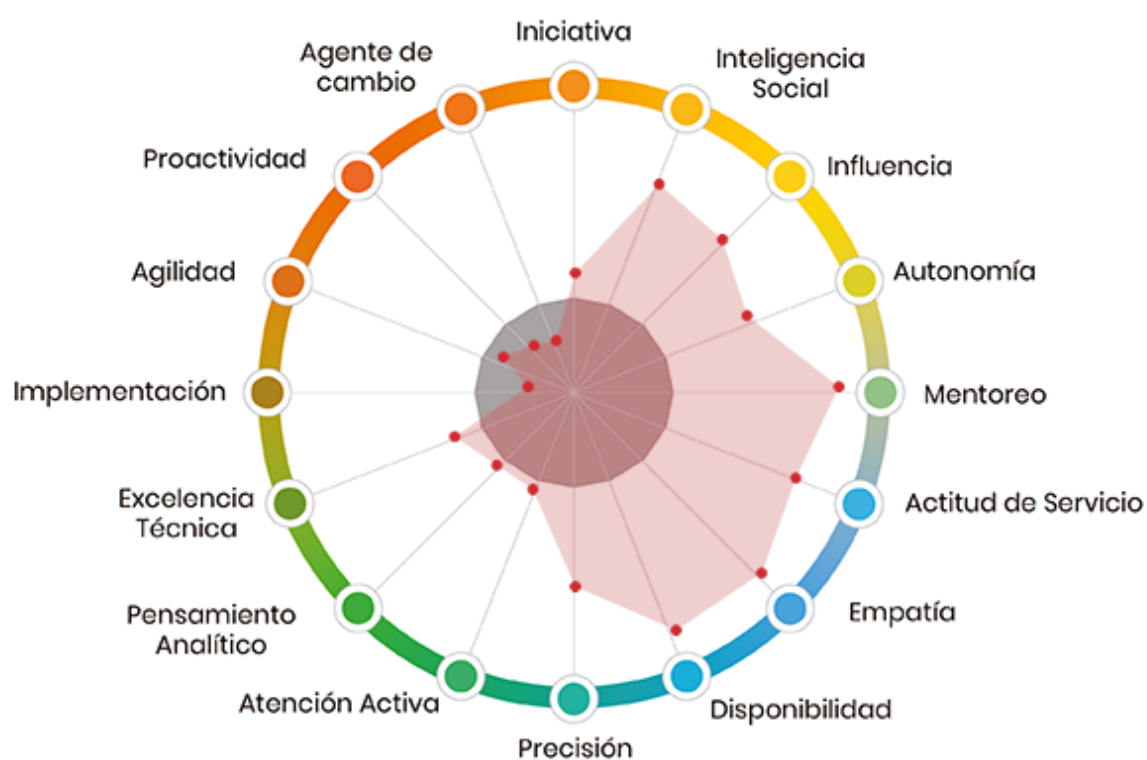 Iniciativa
Inteligencia
Social
Influencia
Autonomía
Mentoreo
Actitud de Servicio
Empatía
Disponibilidad
Precisión
Atención Activa
Pensamiento
Analítico
Excelencia
Técnica
Implementación
Agilidad
Proactividad
Agente de
cambio